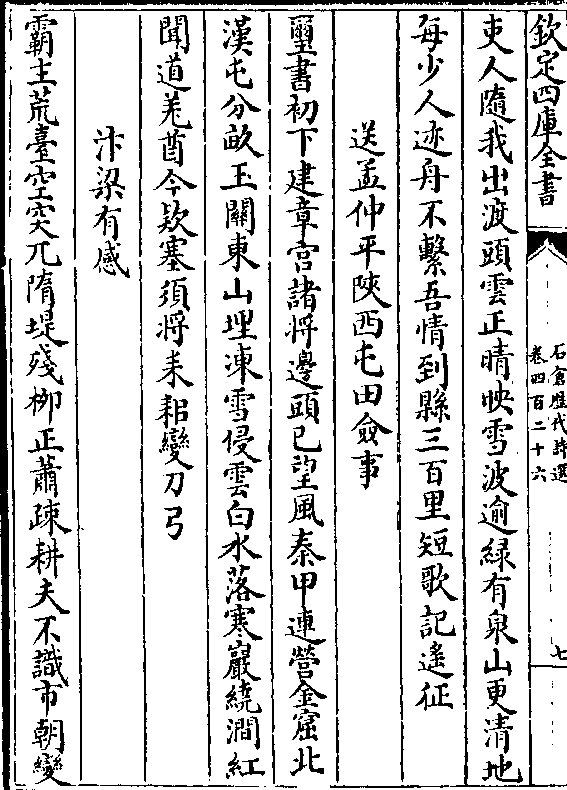 欽定四庫全書
石倉歷代詩選
卷四百二十六
七
吏人隨我出渡頭雲正晴映雪波逾緑有泉山更清地
每少人迹舟不繫吾情到縣三百里短歌記遙征
送孟仲平陜西屯田僉事
璽書初下建章宫諸將邊頭已望風秦甲連營金窟北
漢屯分畝玉關東山埋凍雪侵雲白水落寒巖繞澗紅
聞道羌酋今欵塞須將耒耜變刀弓
汴梁有感
霸主荒臺空突兀隋堤殘柳正蕭疎耕夫不識市朝變